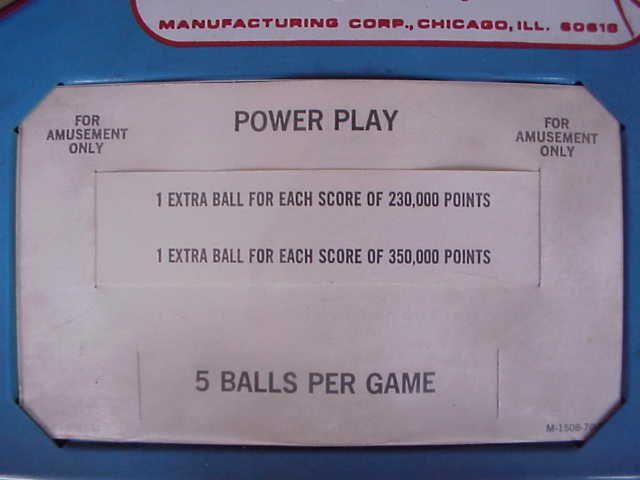 MANUFACTURING CORP., CHICAGO, ILL. 60618
FOR
AMUSEMENT
ONLY
POWER PLAY
FOR
AMUSEMENT
ONLY
1 EXTRA BALL FOR EACH SCORE OF 230,000 POINTS
1 EXTRA BALL FOR EACH SCORE OF 350,000 POINTS
5 BALLS PER GAME